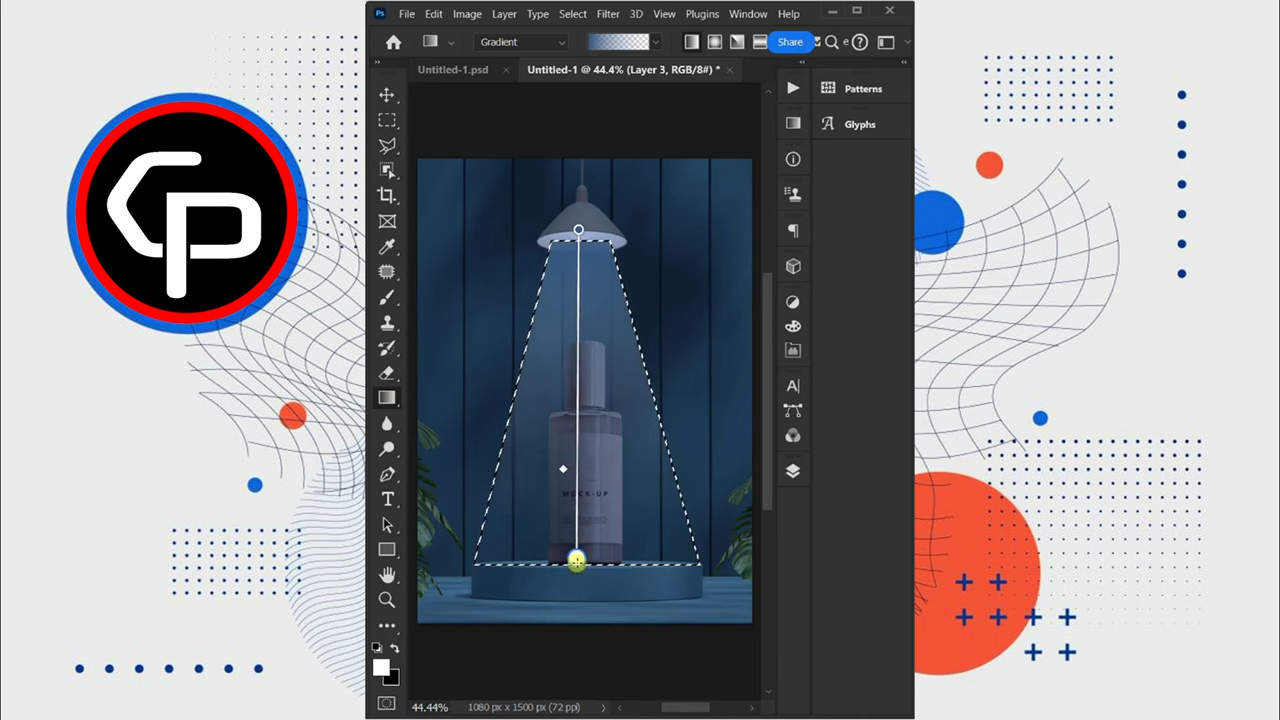 Ps File Edit Image Layer Type Select Filter 3D View Plugins Window Help
Gradient Share e
Untitled-1.psd × Untitled-1 @ 44.4% (Layer 3, RGB/8#) * ×
Patterns
Glyphs
CP
MOCK-UP
44.44% 1080 px x 1500 px (72 ppi)